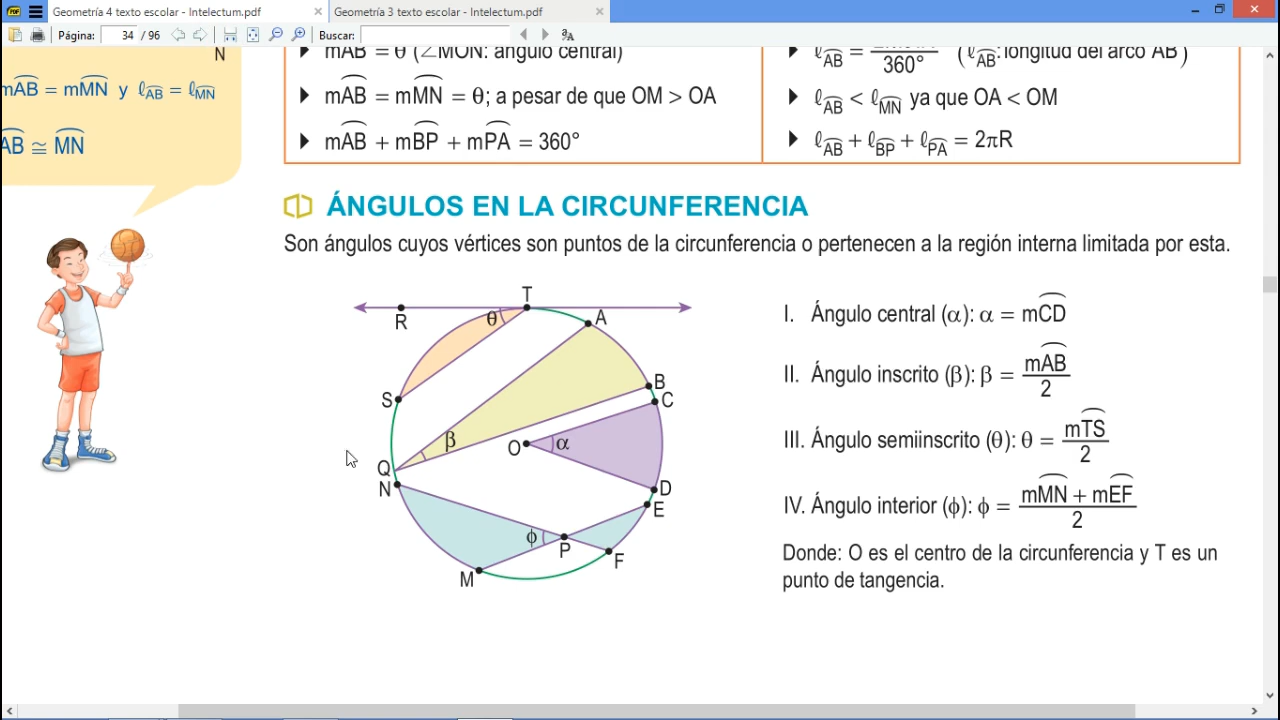 Geometría 4 texto escolar - Intelectum.pdf
Geometría 3 texto escolar - Intelectum.pdf
Página: 34 / 96 Buscar:
N
mAB = mMN y ℓAB = ℓMN
AB ≅ MN
mAB = θ (∠MON: ángulo central)
mAB = mMN = θ; a pesar de que OM > OA
mAB + mBP + mPA = 360°
ℓAB = 360° (ℓAB: longitud del arco AB)
ℓAB < ℓMN ya que OA < OM
ℓAB + ℓBP + ℓPA = 2πR
ÁNGULOS EN LA CIRCUNFERENCIA
Son ángulos cuyos vértices son puntos de la circunferencia o pertenecen a la región interna limitada por esta.
T
R
θ
A
S
B
C
β
O
α
Q
N
D
E
ϕ
P
F
M
I. Ángulo central (α): α = mCD
II. Ángulo inscrito (β): β = mAB
2
III. Ángulo semiinscrito (θ): θ = mTS
2
IV. Ángulo interior (ϕ): ϕ = mMN + mEF
2
Donde: O es el centro de la circunferencia y T es un
punto de tangencia.